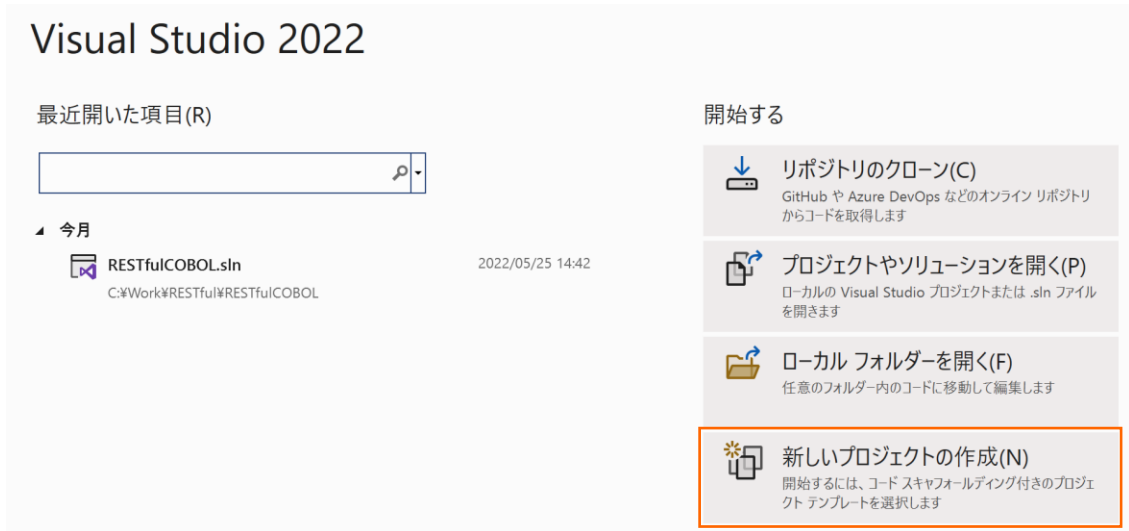 Visual Studio 2022
最近開いた項目(R)
今月
RESTfulCOBOL.sln
2022/05/25 14:42
C:¥Work¥RESTful¥RESTfulCOBOL
開始する
リポジトリのクローン(C)
GitHub や Azure DevOps などのオンライン リポジトリ
からコードを取得します
プロジェクトやソリューションを開く(P)
ローカルの Visual Studio プロジェクトまたは .sln ファイル
を開きます
ローカル フォルダーを開く(F)
任意のフォルダー内のコードに移動して編集します
新しいプロジェクトの作成(N)
開始するには、コード スキャフォールディング付きのプロジェ
クト テンプレートを選択します